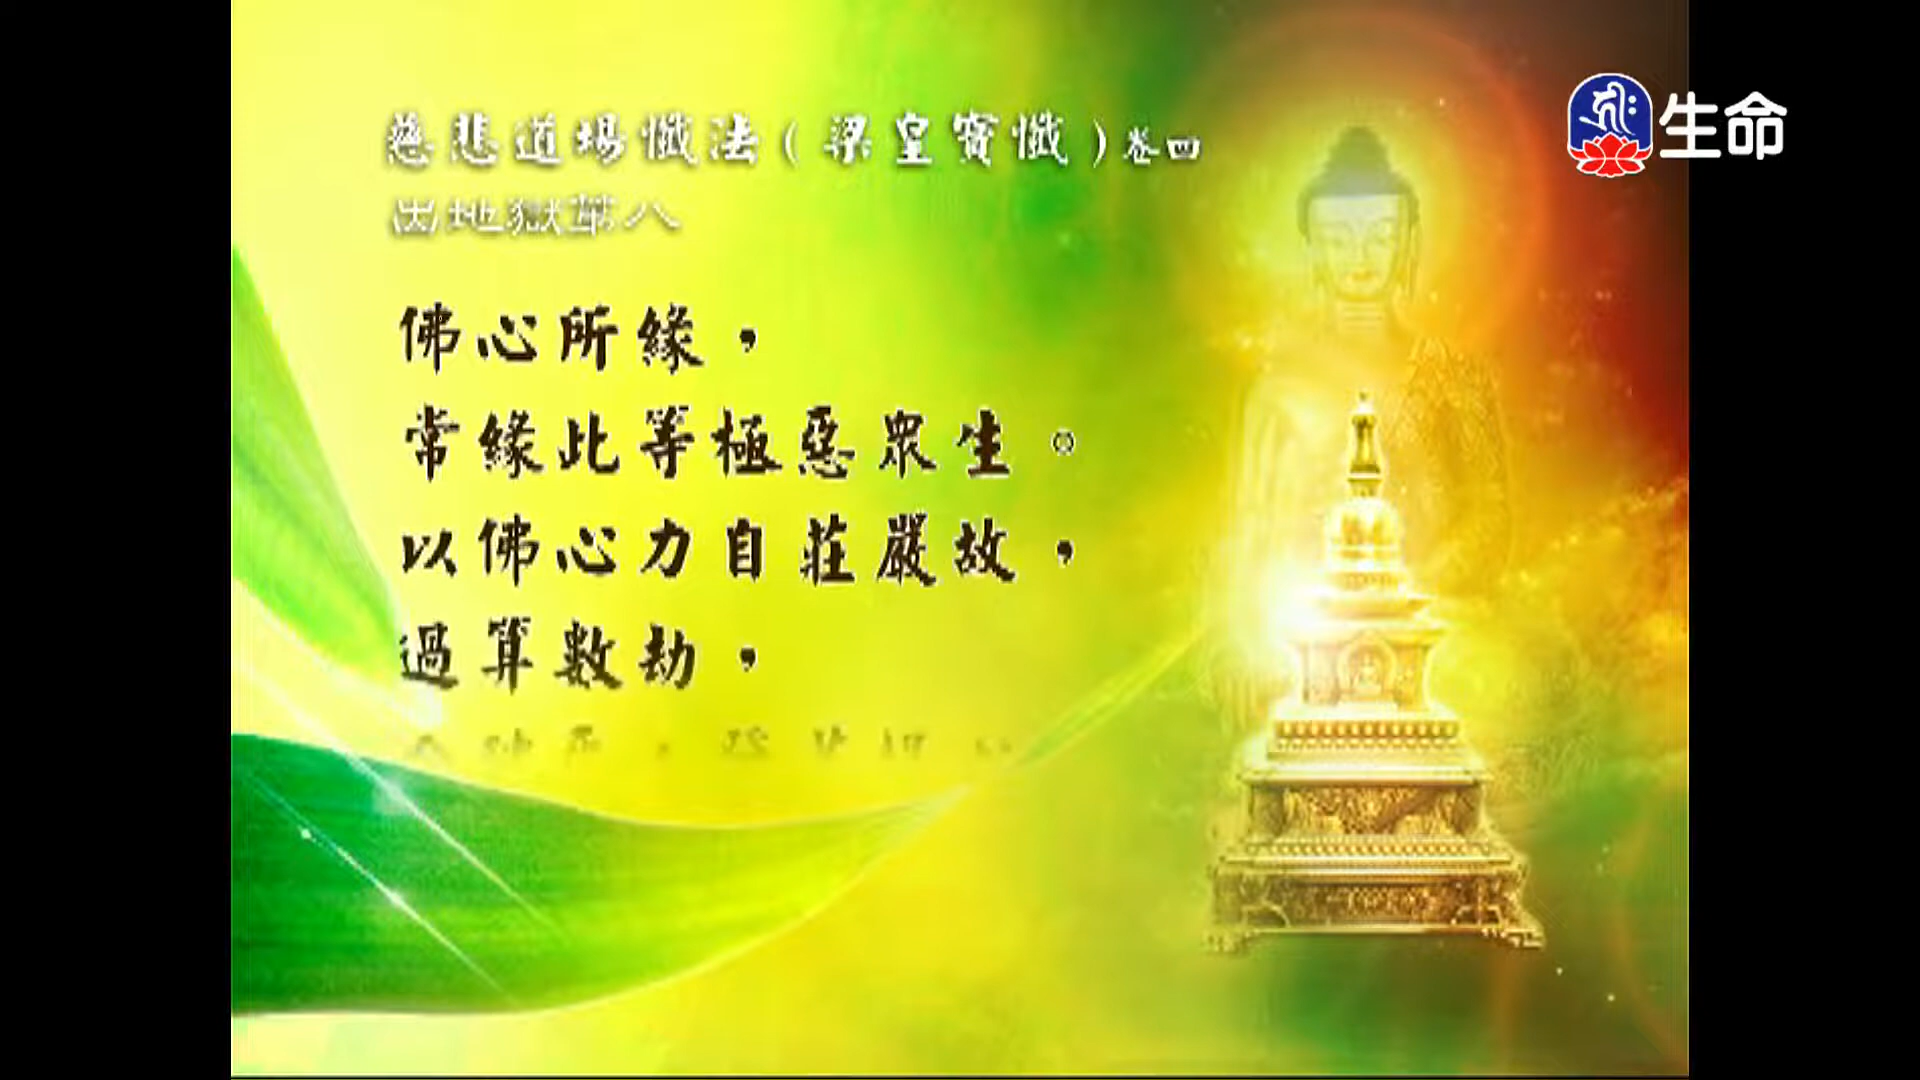 生命
慈悲道場懺法(梁皇寶懺)卷四
出地獄第八
佛心所緣，
常緣此等極惡眾生。
以佛心力自莊嚴故，
過算數劫，